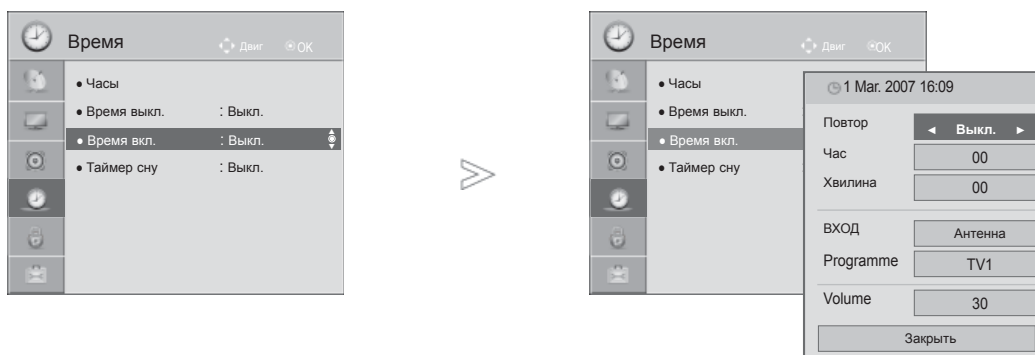 Время Двиг OK
● Часы
● Время выкл. : Выкл.
● Время вкл. : Выкл.
● Таймер сну : Выкл.
Время Двиг OK
● Часы
● Время выкл.
● Время вкл.
● Таймер сну
1 Mar. 2007 16:09
Повтор ◄ Выкл. ►
Час 00
Хвилина 00
ВХОД Антенна
Programme TV1
Volume 30
Закрыть